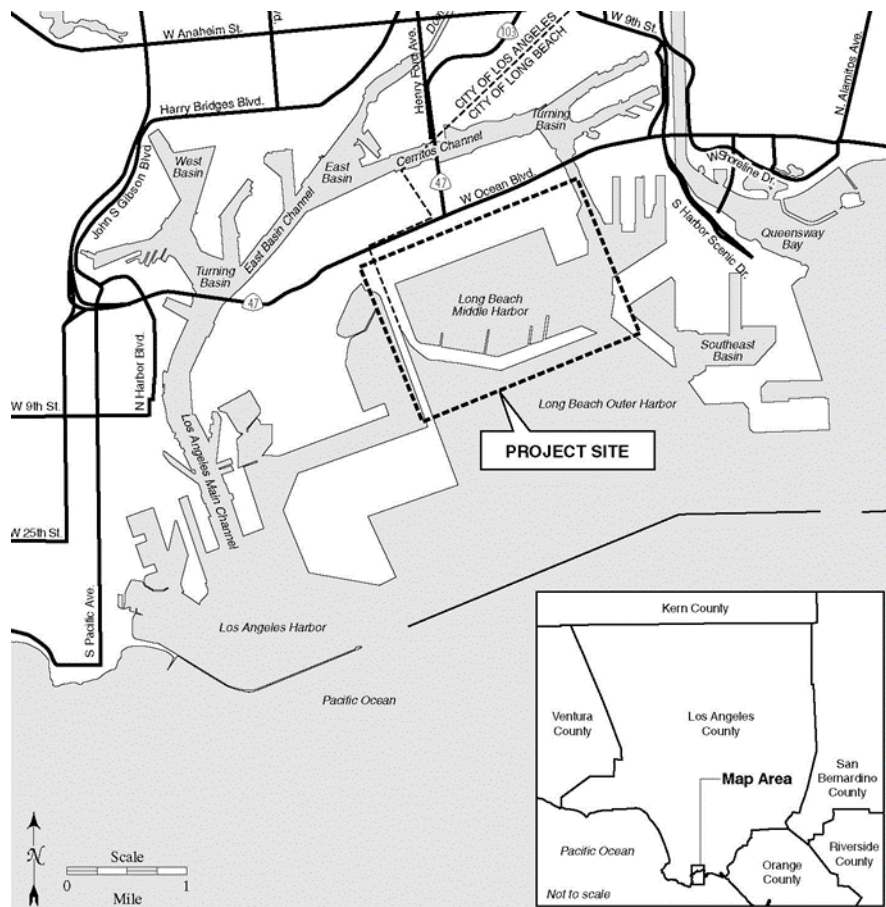 W Anaheim St.
103
W 9th St.
Henry Ford Ave.
CITY OF LOS ANGELES
CITY OF LONG BEACH
N. Alamitos Ave.
Harry Bridges Blvd.
John S Gibson Blvd.
West
Basin
East
Basin
Cerritos Channel
Turning
Basin
47
W Ocean Blvd.
W Shoreline Dr.
S Harbor Scenic Dr.
Queensway
Bay
East Basin Channel
Turning
Basin
47
Long Beach
Middle Harbor
Southeast
Basin
N Harbor Blvd.
W 9th St.
Long Beach Outer Harbor
PROJECT SITE
Los Angeles Main Channel
W 25th St.
S Pacific Ave.
Los Angeles Harbor
Pacific Ocean
Kern County
Ventura
County
Los Angeles
County
San
Bernardino
County
Map Area
Pacific Ocean
Orange
County
Riverside
County
Not to scale
N
Scale
0 1
Mile